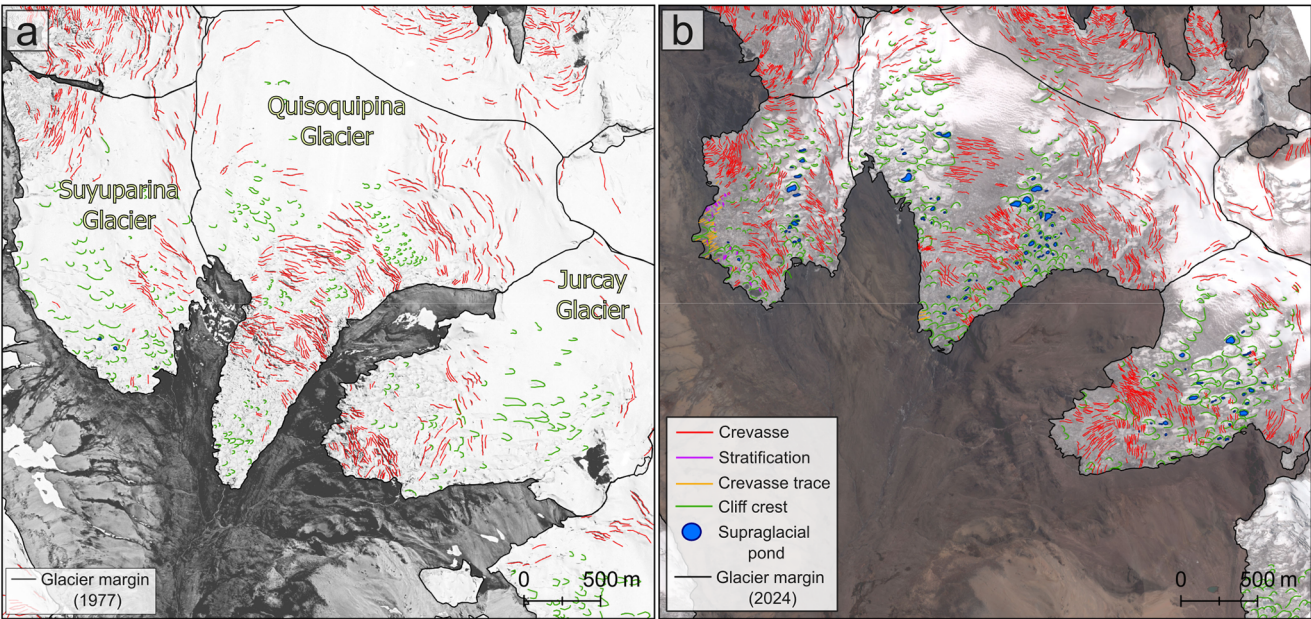 a
Quisoquipina
Glacier
Suyuparina
Glacier
Jurcay
Glacier
Glacier margin
(1977)
0 500 m
b
Crevasse
Stratification
Crevasse trace
Cliff crest
Supraglacial
pond
Glacier margin
(2024)
0 500 m